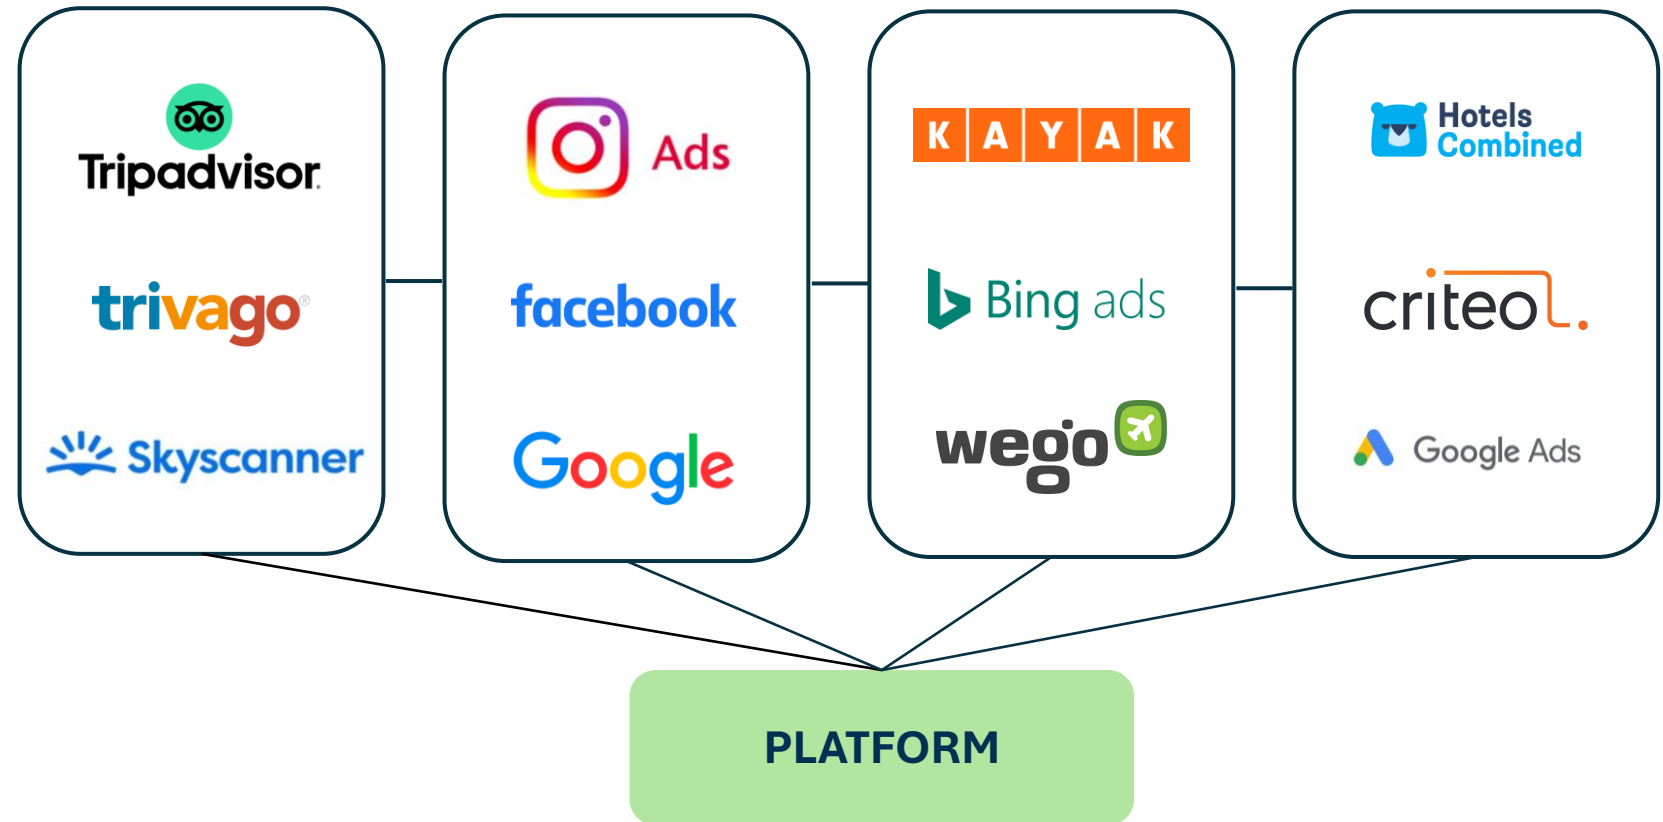 Tripadvisor
trivago®
Skyscanner
Ads
facebook
Google
KAYAK
Bing ads
wego
Hotels
Combined
criteo
Google Ads
PLATFORM